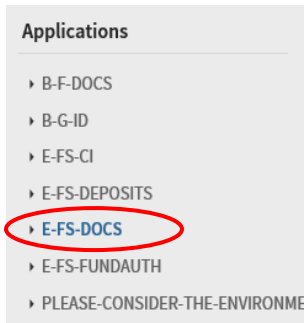 Applications
B-F-DOCS
B-G-ID
E-FS-CI
E-FS-DEPOSITS
E-FS-DOCS
E-FS-FUNDAUTH
PLEASE-CONSIDER-THE-ENVIRONME